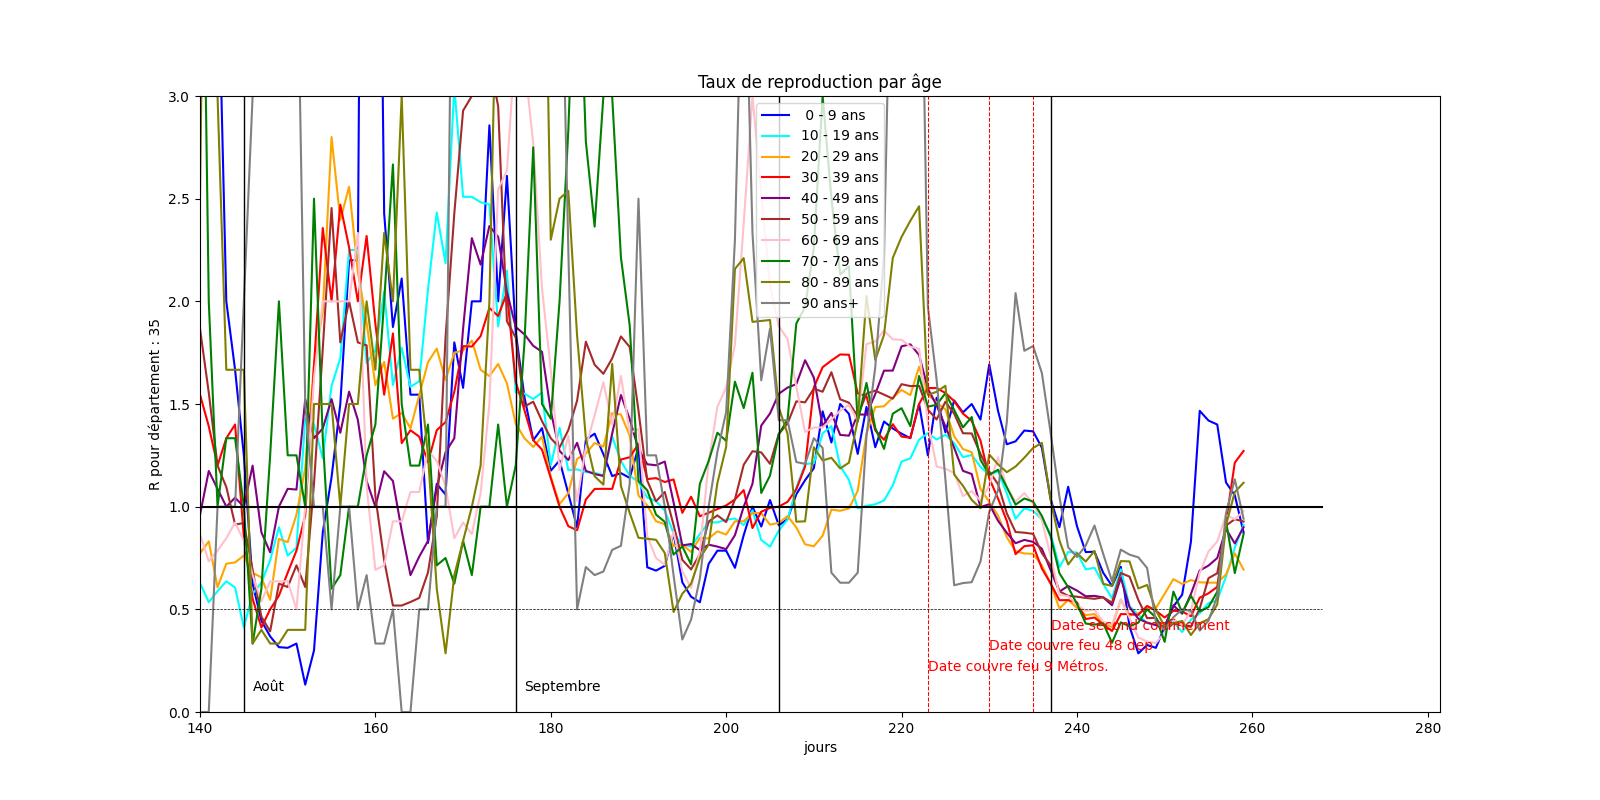 Taux de reproduction par âge
R pour département : 35
3.0
2.5
2.0
1.5
1.0
0.5
0.0
0 - 9 ans
10 - 19 ans
20 - 29 ans
30 - 39 ans
40 - 49 ans
50 - 59 ans
60 - 69 ans
70 - 79 ans
80 - 89 ans
90 ans+
Date second confinement
Date couvre feu 48 dep
Date couvre feu 9 Métros.
Août
Septembre
140 160 180 200 220 240 260 280
jours